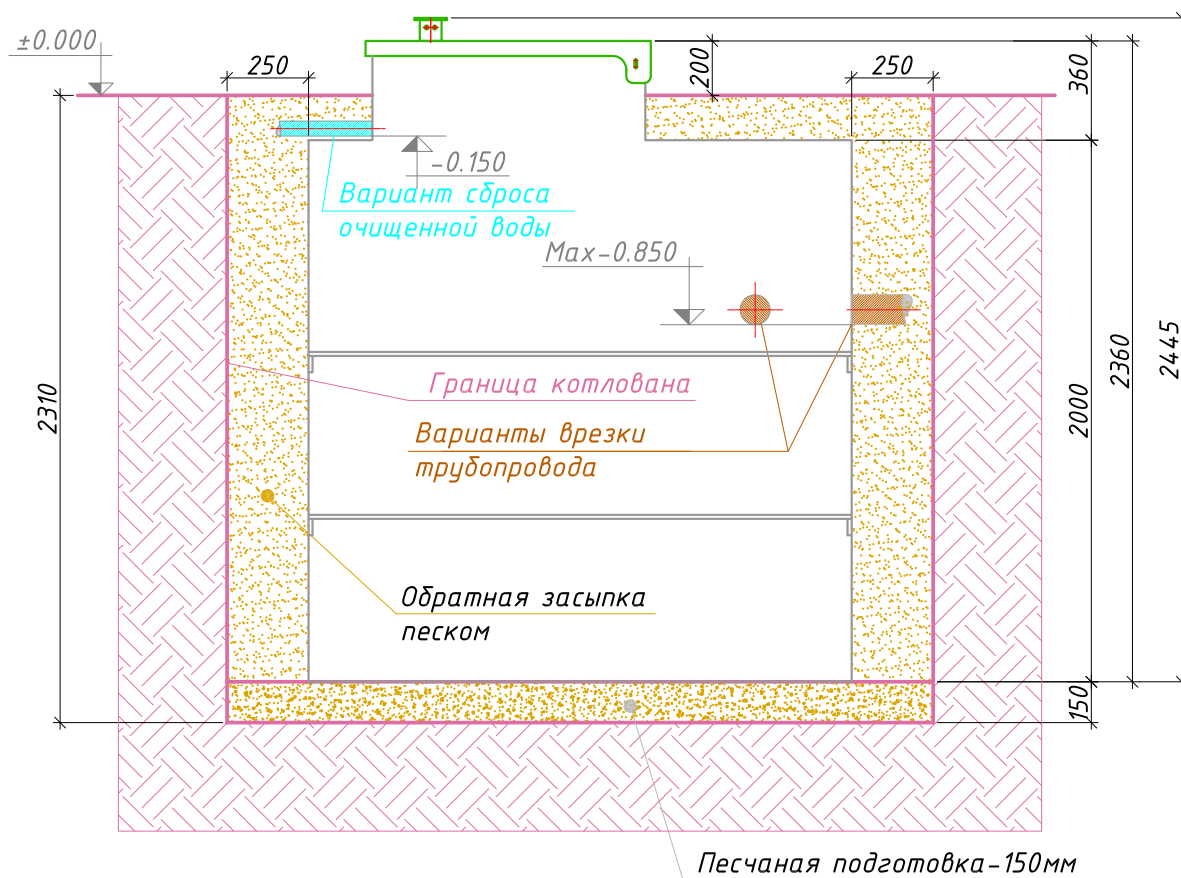 ±0.000
250
200
250
360
-0.150
Вариант сброса
очищенной воды
Max-0.850
2310
2360
2445
2000
Граница котлована
Варианты врезки
трубопровода
Обратная засыпка
песком
150
Песчаная подготовка-150мм